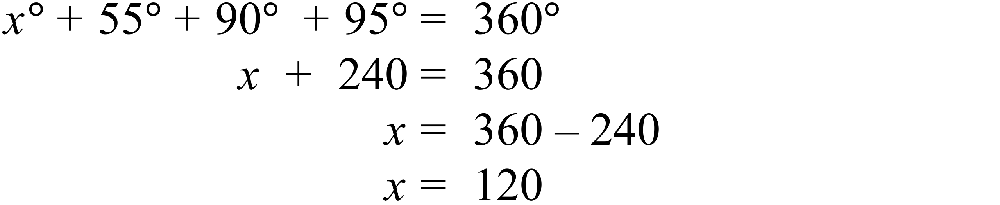 x° + 55° + 90° + 95° = 360°
x + 240 = 360
x = 360 – 240
x = 120